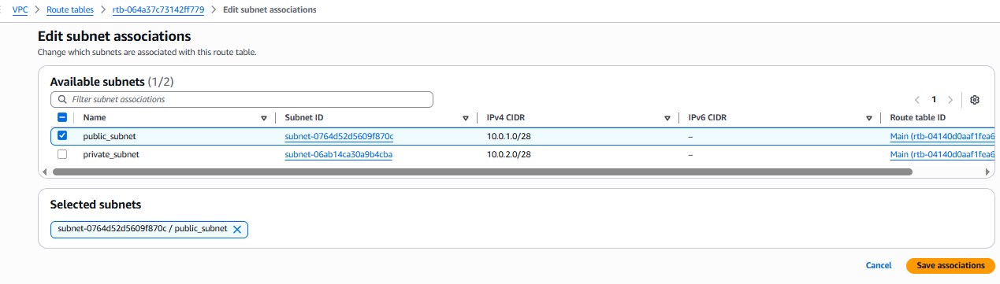 VPC > Route tables > rtb-064a37c73142ff779 > Edit subnet associations
Edit subnet associations
Change which subnets are associated with this route table.
Available subnets (1/2)
Filter subnet associations
1
Name Subnet ID IPv4 CIDR IPv6 CIDR Route table ID
public_subnet subnet-0764d52d5609f870c 10.0.1.0/28 – Main (rtb-04140d0aaf1fea6
private_subnet subnet-06ab14ca30a9b4cba 10.0.2.0/28 – Main (rtb-04140d0aaf1fea6
Selected subnets
subnet-0764d52d5609f870c / public_subnet
Cancel Save associations